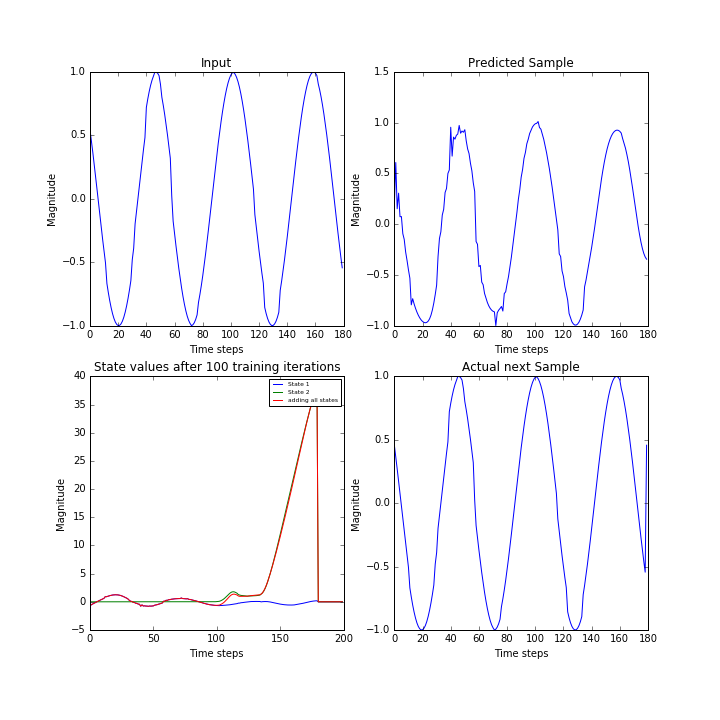 Input
1.0
0.5
0.0
−0.5
−1.0
Magnitude
0 20 40 60 80 100 120 140 160 180
Time steps
Predicted Sample
1.5
1.0
0.5
0.0
−0.5
−1.0
Magnitude
0 20 40 60 80 100 120 140 160 180
Time steps
State values after 100 training iterations
40
35
30
25
20
15
10
5
0
−5
Magnitude
State 1
State 2
adding all states
0 50 100 150 200
Time steps
Actual next Sample
1.0
0.5
0.0
−0.5
−1.0
Magnitude
0 20 40 60 80 100 120 140 160 180
Time steps